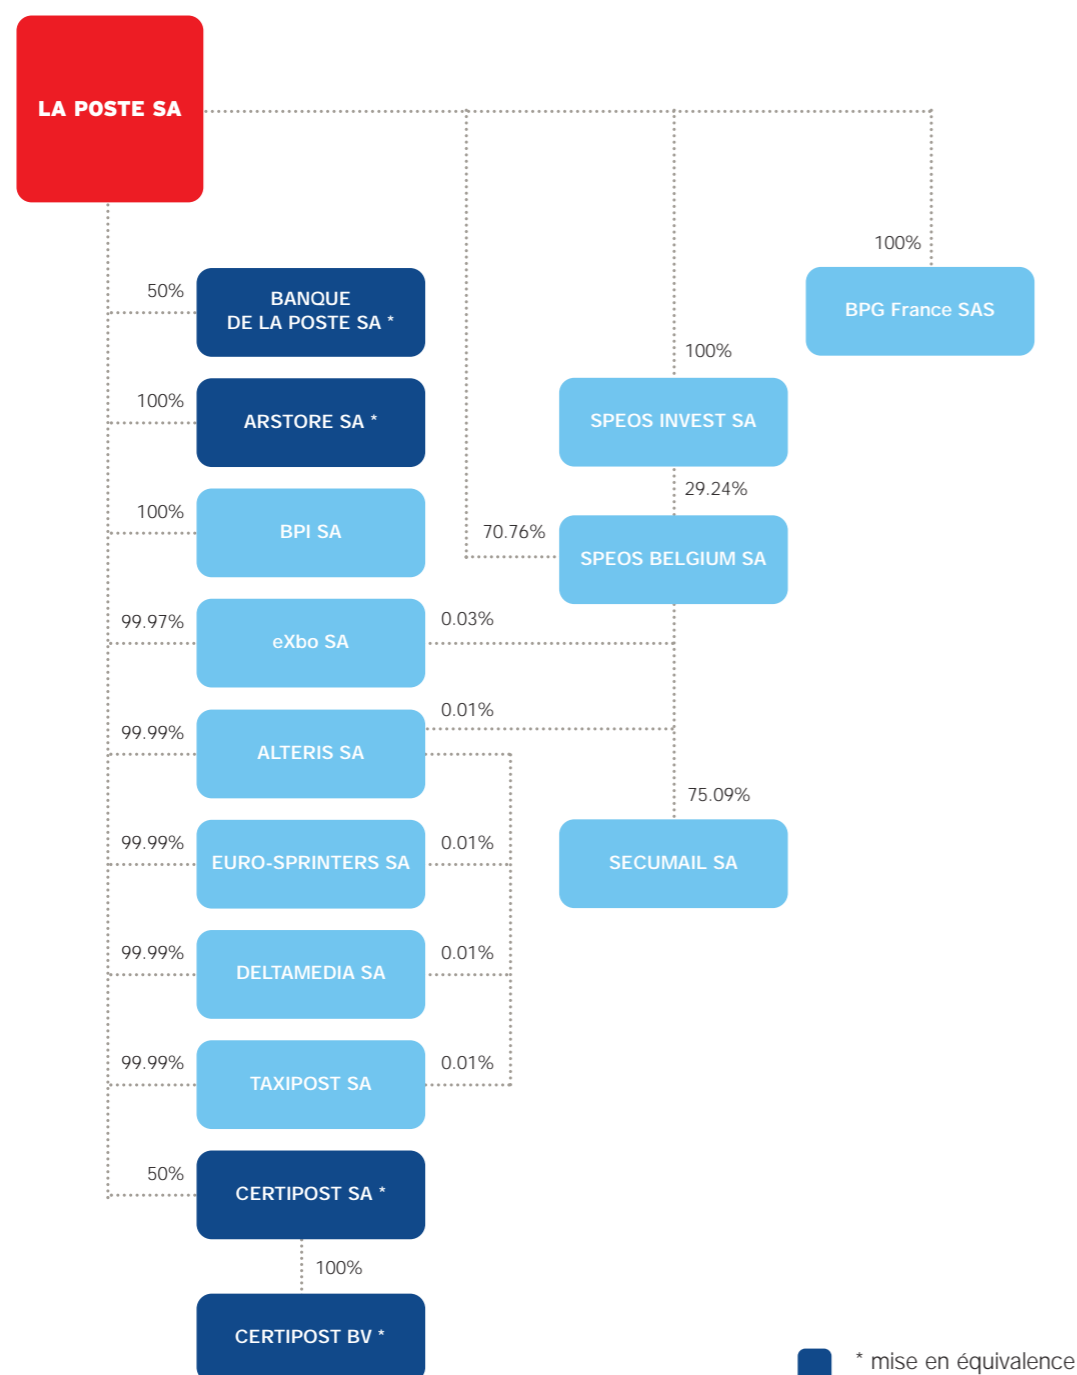 LA POSTE SA
100%
BPG France SAS
50%
BANQUE
DE LA POSTE SA *
100%
100%
ARSTORE SA *
SPEOS INVEST SA
29.24%
100%
BPI SA
70.76%
SPEOS BELGIUM SA
99.97%
eXbo SA
0.03%
0.01%
99.99%
ALTERIS SA
75.09%
99.99%
EURO-SPRINTERS SA
0.01%
SECUMAIL SA
99.99%
DELTAMEDIA SA
0.01%
99.99%
TAXIPOST SA
0.01%
50%
CERTIPOST SA *
100%
CERTIPOST BV *
* mise en équivalence